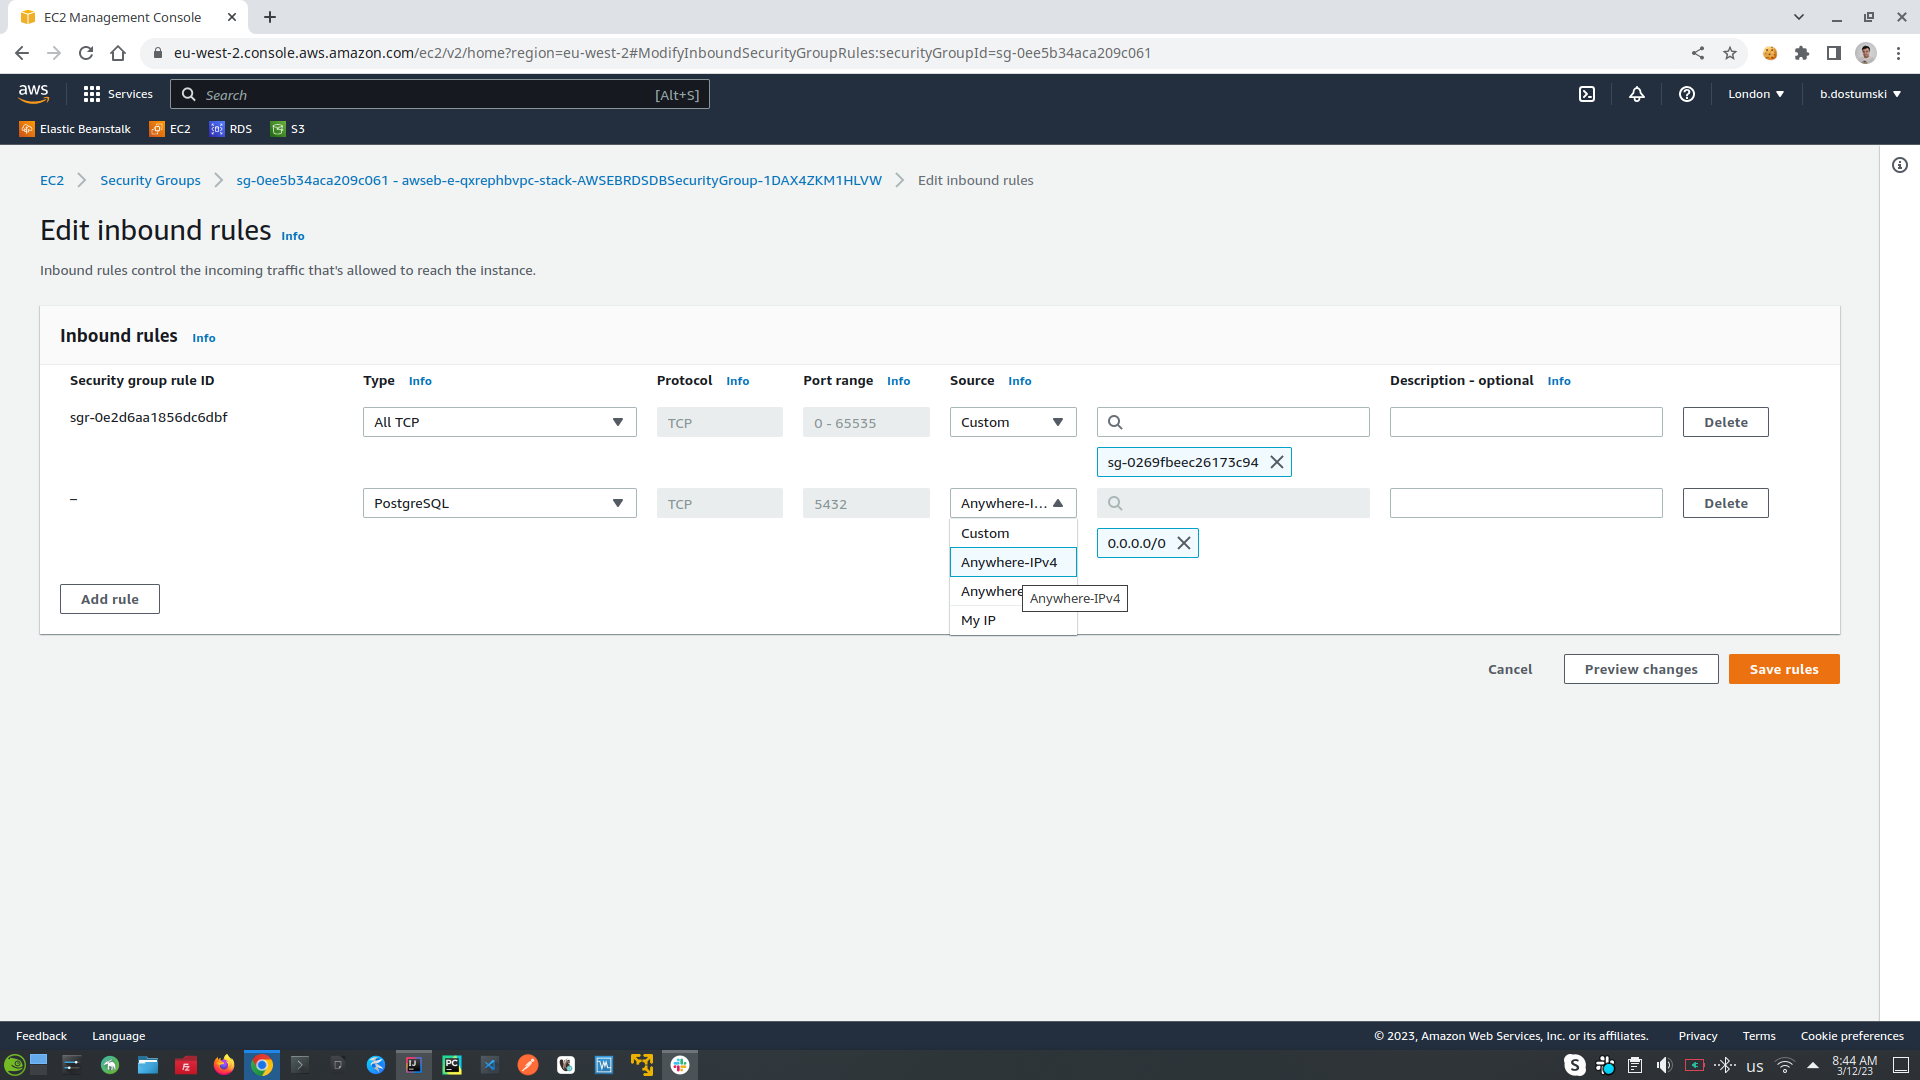 EC2 Management Console
eu-west-2.console.aws.amazon.com/ec2/v2/home?region=eu-west-2#ModifyInboundSecurityGroupRules:securityGroupId=sg-0ee5b34aca209c061
aws
Services
Search
[Alt+S]
London
b.dostumski
Elastic Beanstalk
EC2
RDS
S3
EC2
Security Groups
sg-0ee5b34aca209c061 - awseb-e-qxrephbvpc-stack-AWSEBRDSDBSecurityGroup-1DAX4ZKM1HLVW
Edit inbound rules
Edit inbound rules Info
Inbound rules control the incoming traffic that's allowed to reach the instance.
Inbound rules Info
Security group rule ID
Type Info
Protocol Info
Port range Info
Source Info
Description - optional Info
sgr-0e2d6aa1856dc6dbf
All TCP
TCP
0 - 65535
Custom
Delete
sg-0269fbeec26173c94
–
PostgreSQL
TCP
5432
Anywhere-I...
Delete
Custom
0.0.0.0/0
Anywhere-IPv4
Anywhere
Anywhere-IPv4
My IP
Add rule
Cancel
Preview changes
Save rules
Feedback
Language
© 2023, Amazon Web Services, Inc. or its affiliates.
Privacy
Terms
Cookie preferences
us
8:44 AM
3/12/23